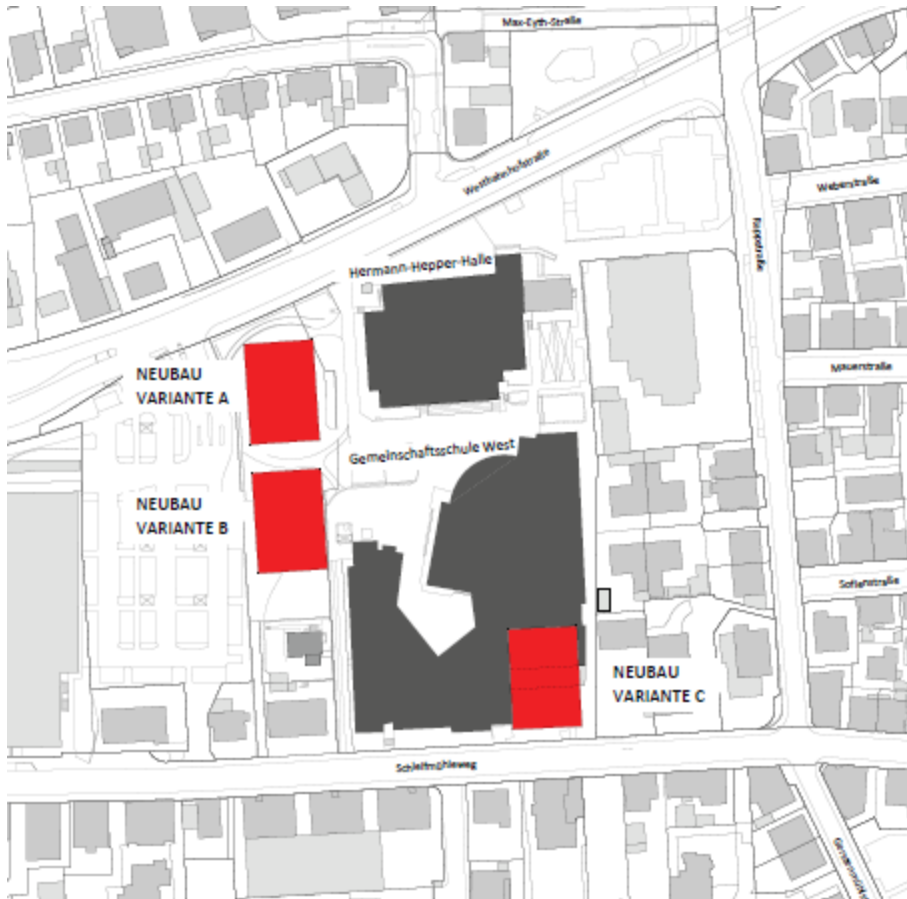 Max-Eyth-Straße
Westbahnhofstraße
Weberstraße
Rappstraße
Hermann-Hepper-Halle
Mauerstraße
NEUBAU
VARIANTE A
Gemeinschaftsschule West
NEUBAU
VARIANTE B
Sofienstraße
NEUBAU
VARIANTE C
Schleifmühleweg